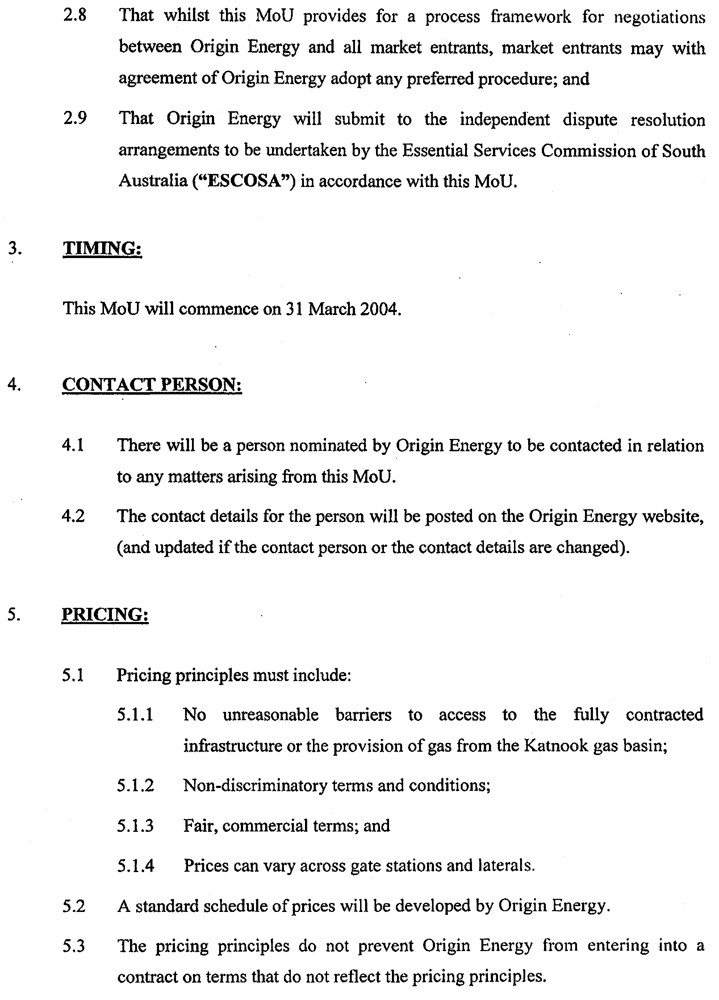 2.8 That whilst this MoU provides for a process framework for negotiations
between Origin Energy and all market entrants, market entrants may with
agreement of Origin Energy adopt any preferred procedure; and
2.9 That Origin Energy will submit to the independent dispute resolution
arrangements to be undertaken by the Essential Services Commission of South
Australia (“ESCOSA”) in accordance with this MoU.
3. TIMING:
This MoU will commence on 31 March 2004.
4. CONTACT PERSON:
4.1 There will be a person nominated by Origin Energy to be contacted in relation
to any matters arising from this MoU.
4.2 The contact details for the person will be posted on the Origin Energy website,
(and updated if the contact person or the contact details are changed).
5. PRICING:
5.1 Pricing principles must include:
5.1.1 No unreasonable barriers to access to the fully contracted
infrastructure or the provision of gas from the Katnook gas basin;
5.1.2 Non-discriminatory terms and conditions;
5.1.3 Fair, commercial terms; and
5.1.4 Prices can vary across gate stations and laterals.
5.2 A standard schedule of prices will be developed by Origin Energy.
5.3 The pricing principles do not prevent Origin Energy from entering into a
contract on terms that do not reflect the pricing principles.